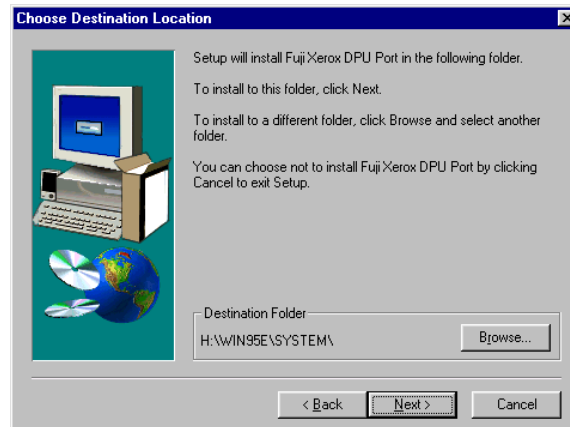 Choose Destination Location
Setup will install Fuji Xerox DPU Port in the following folder.
To install to this folder, click Next.
To install to a different folder, click Browse and select another
folder.
You can choose not to install Fuji Xerox DPU Port by clicking
Cancel to exit Setup.
Destination Folder
H:\WIN95E\SYSTEM\
Browse...
< Back
Next >
Cancel